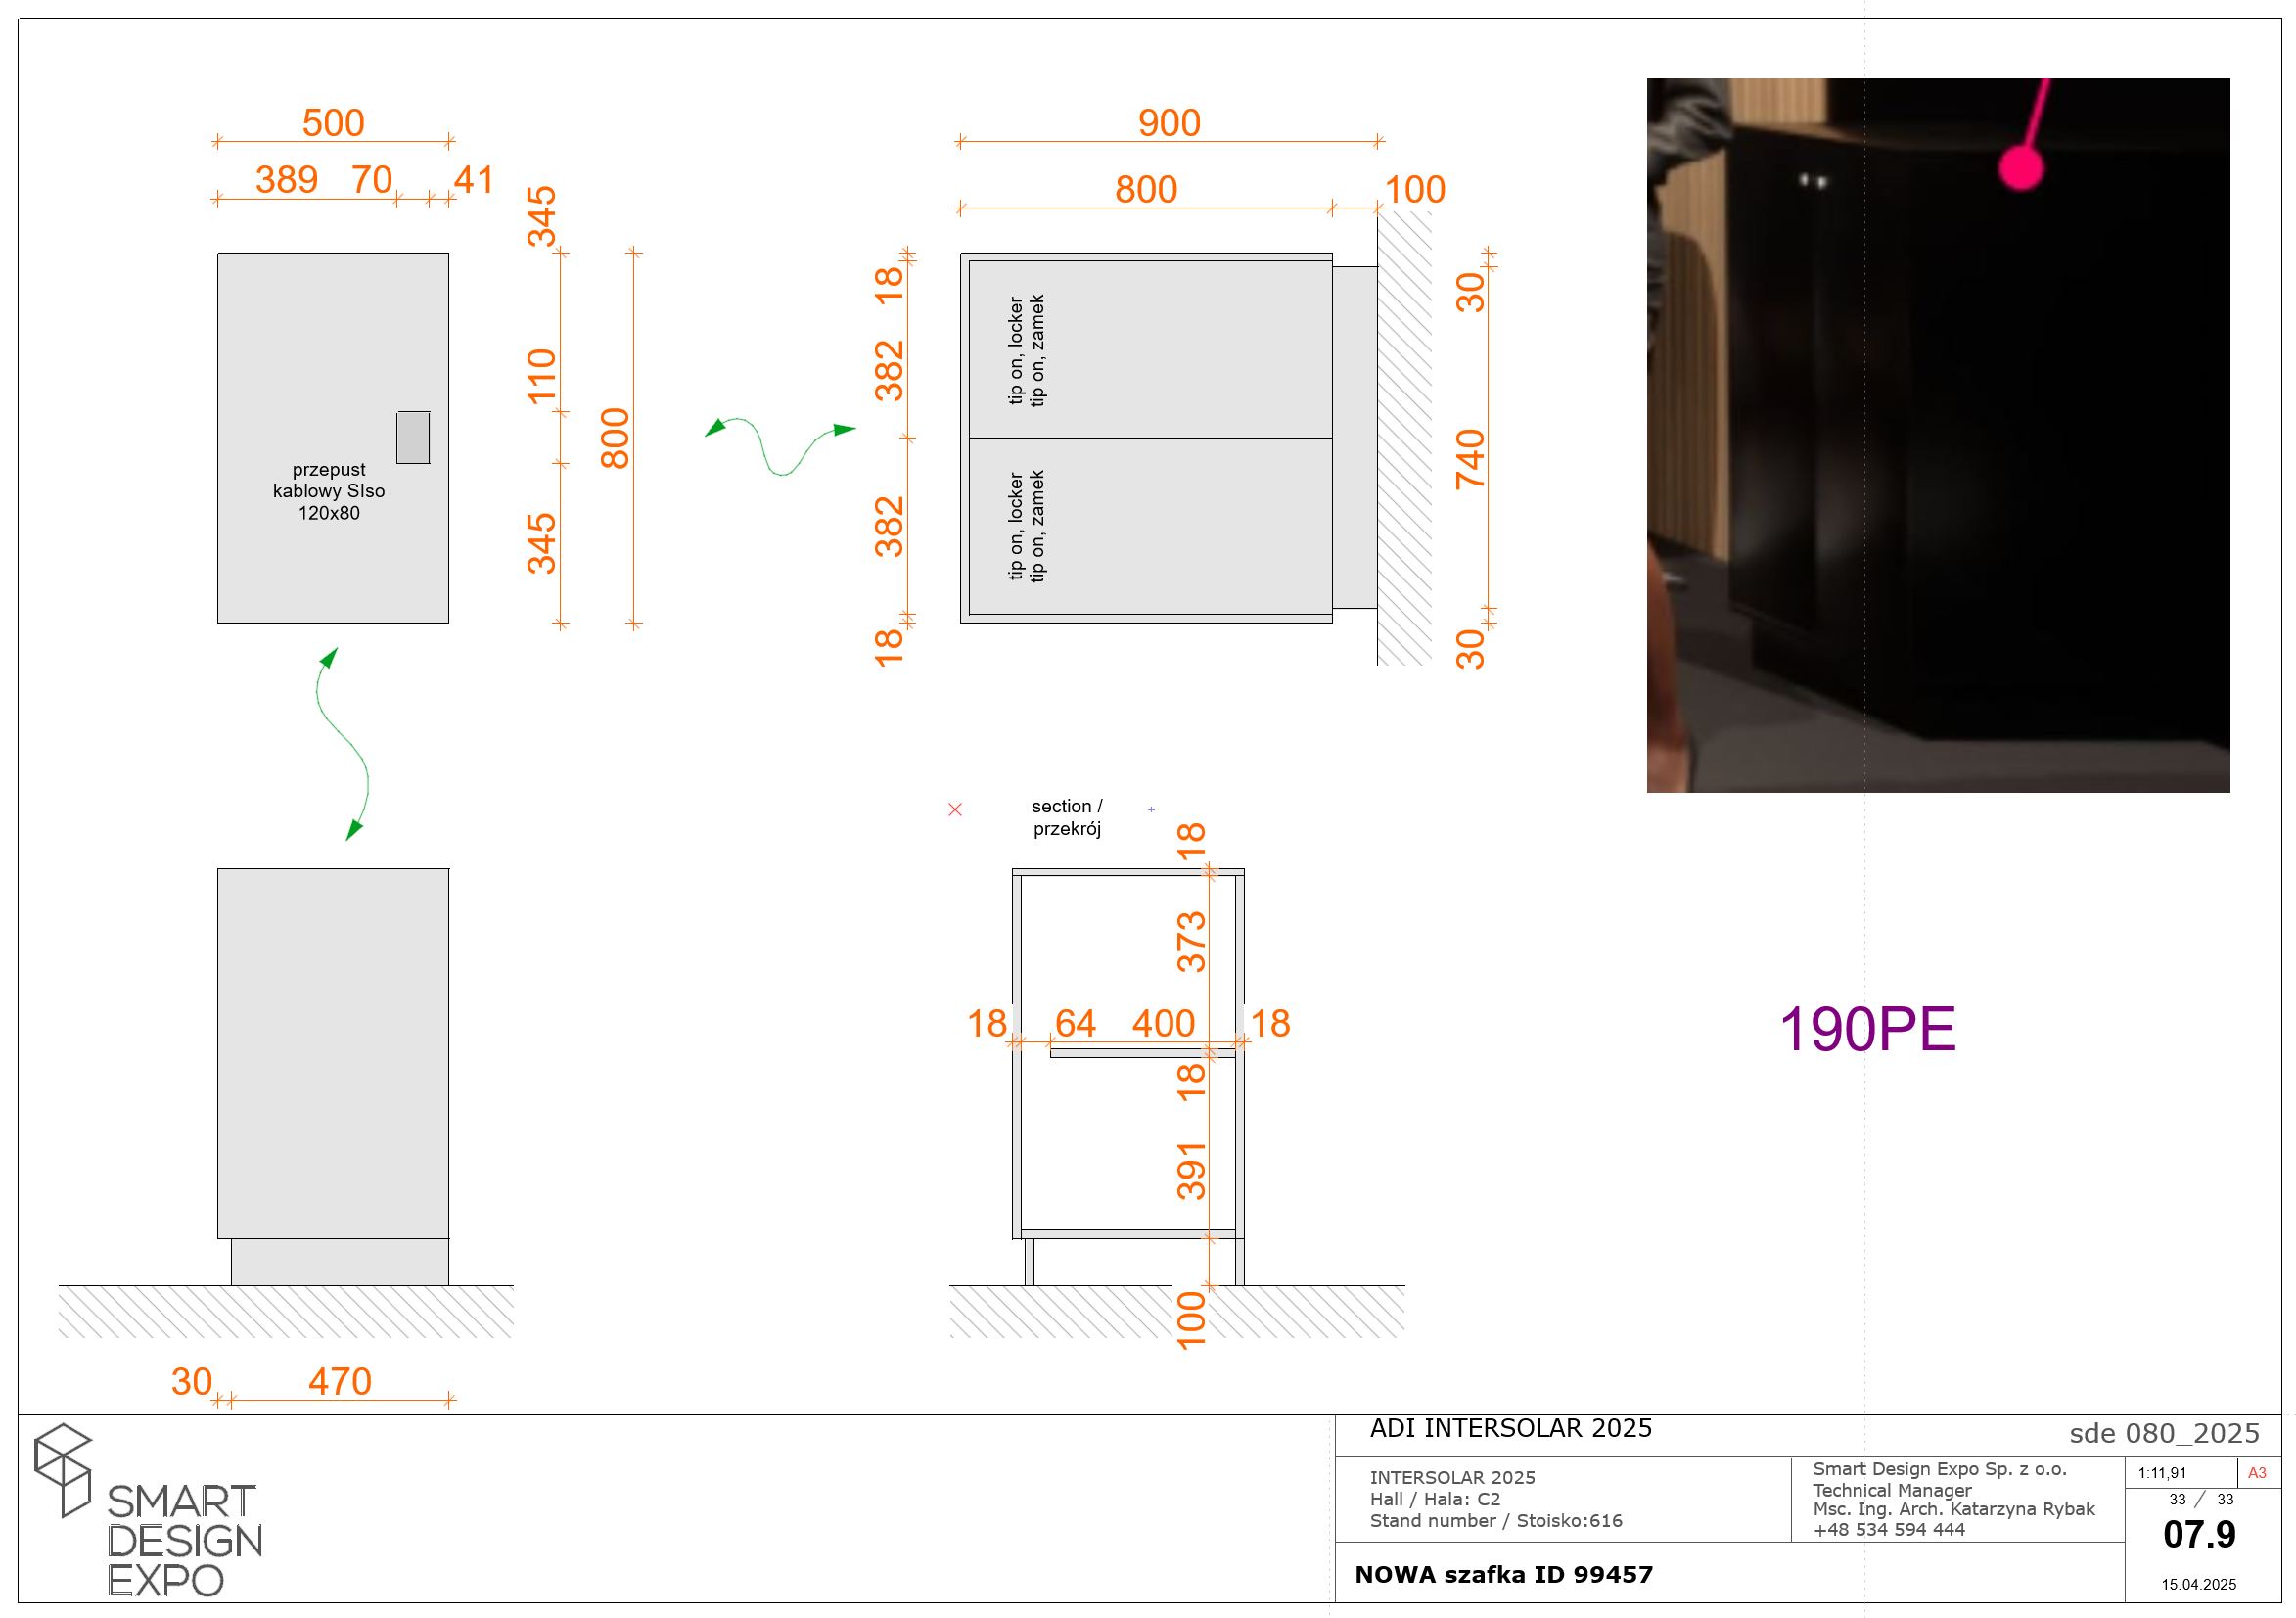 500
389 70 41
345
110
345
800
przepust
kablowy SIso
120x80
900
800 100
18
382
382
18
tip on, locker
tip on, zamek
tip on, locker
tip on, zamek
30
740
30
section /
przekrój
18
373
18 64 400 18
18
391
100
30 470
190PE
SMART
DESIGN
EXPO
ADI INTERSOLAR 2025
sde 080_2025
INTERSOLAR 2025
Hall / Hala: C2
Stand number / Stoisko:616
Smart Design Expo Sp. z o.o.
Technical Manager
Msc. Ing. Arch. Katarzyna Rybak
+48 534 594 444
1:11,91 A3
33 / 33
07.9
15.04.2025
NOWA szafka ID 99457